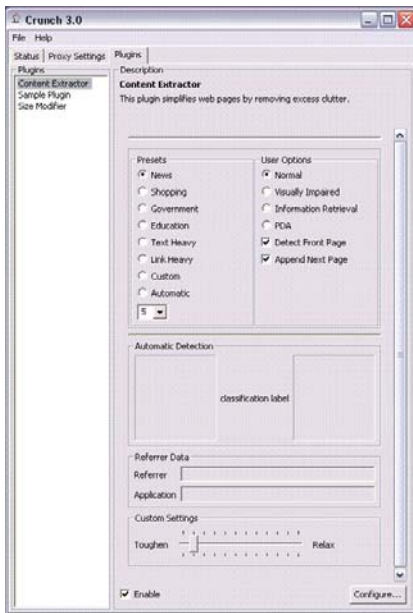 Crunch 3.0
File Help
Status Proxy Settings Plugins
Plugins
Content Extractor
Sample Plugin
Size Modifier
Description
Content Extractor
This plugin simplifies web pages by removing excess clutter.
Presets
News
Shopping
Government
Education
Text Heavy
Link Heavy
Custom
Automatic
5
User Options
Normal
Visually Impaired
Information Retrieval
PDA
Detect Front Page
Append Next Page
Automatic Detection
classification label
Referrer Data
Referrer
Application
Custom Settings
Toughen Relax
Enable Configure...